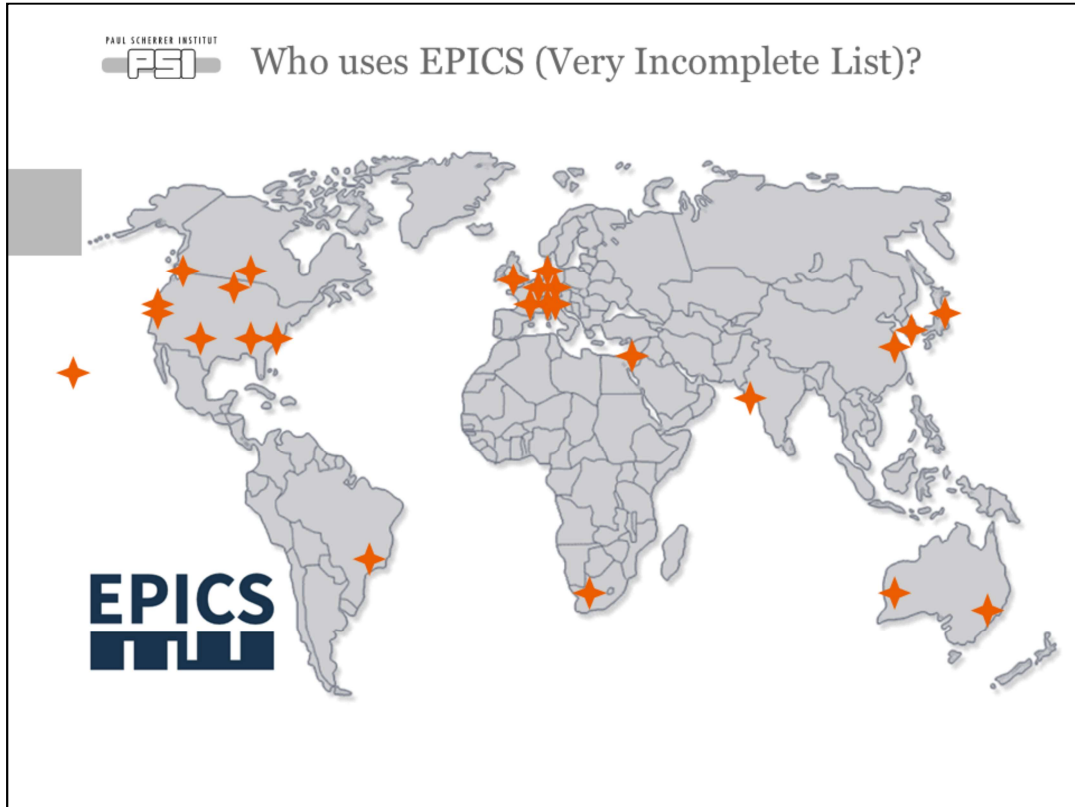 PAUL SCHERRER INSTITUT
PSI
Who uses EPICS (Very Incomplete List)?
EPICS